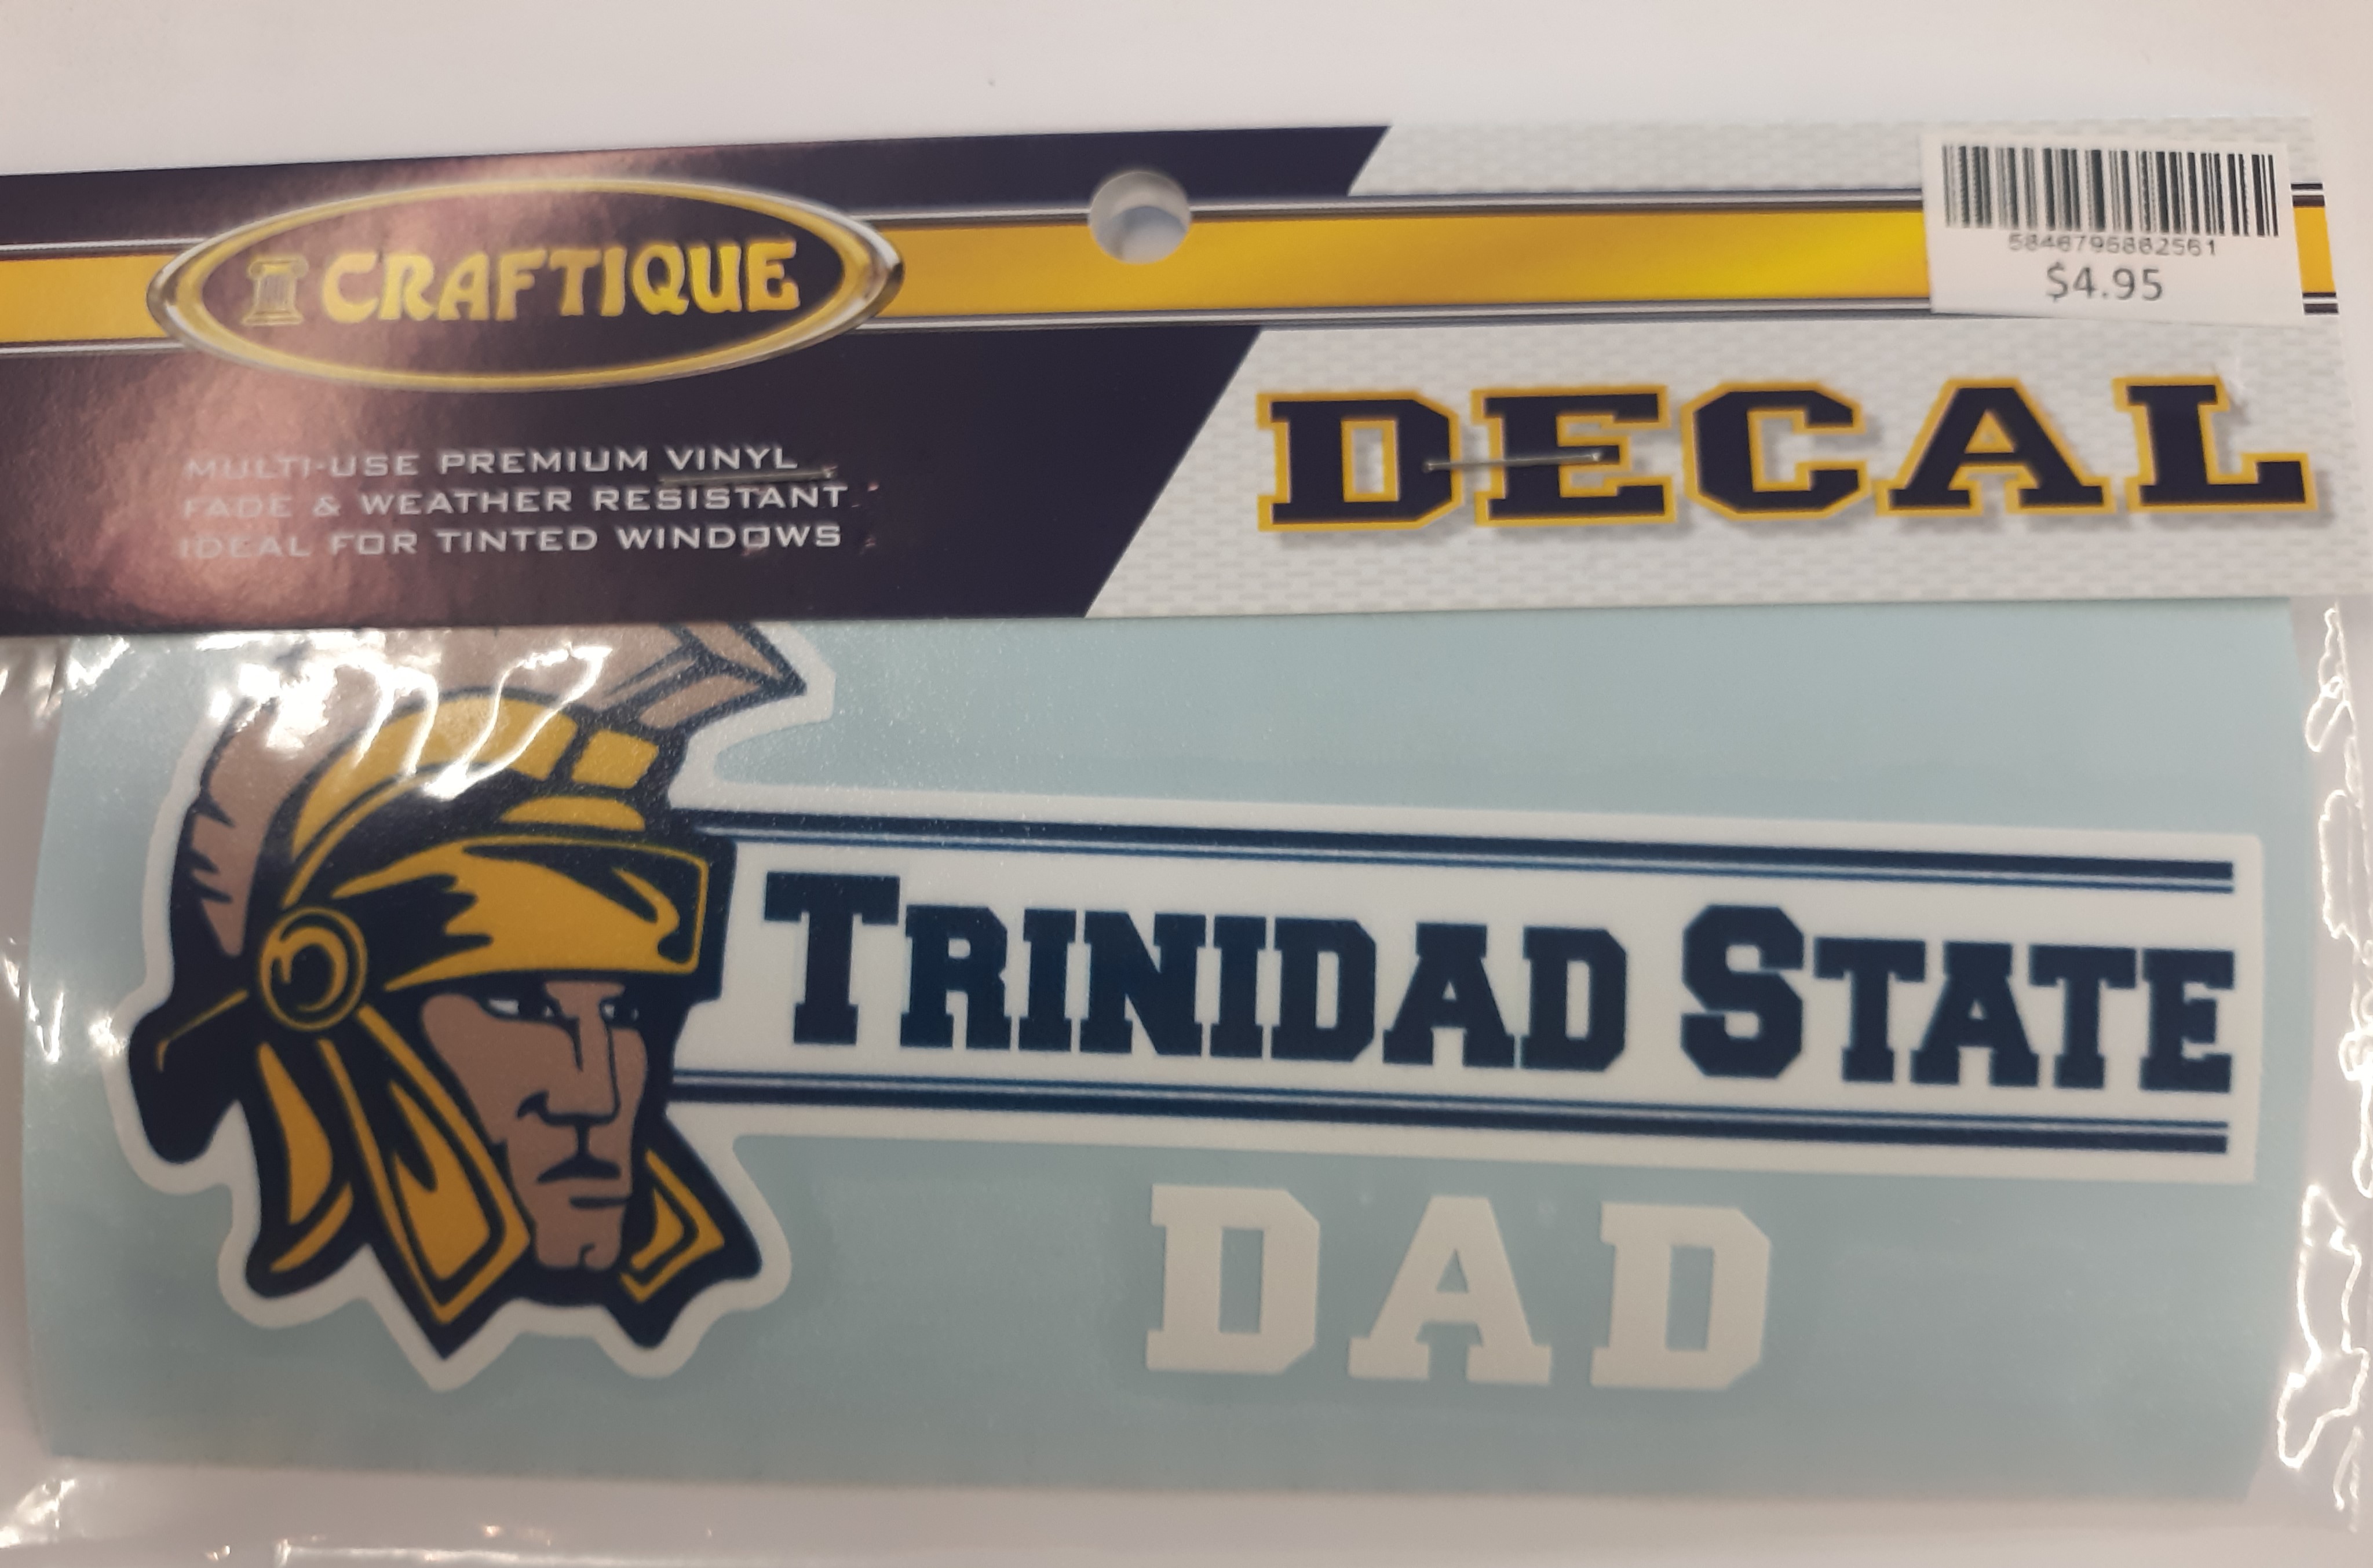 CRAFTIQUE
5846795862561
$4.95
MULTI-USE PREMIUM VINYL
FADE & WEATHER RESISTANT
IDEAL FOR TINTED WINDOWS
DECAL
TRINIDAD STATE
DAD